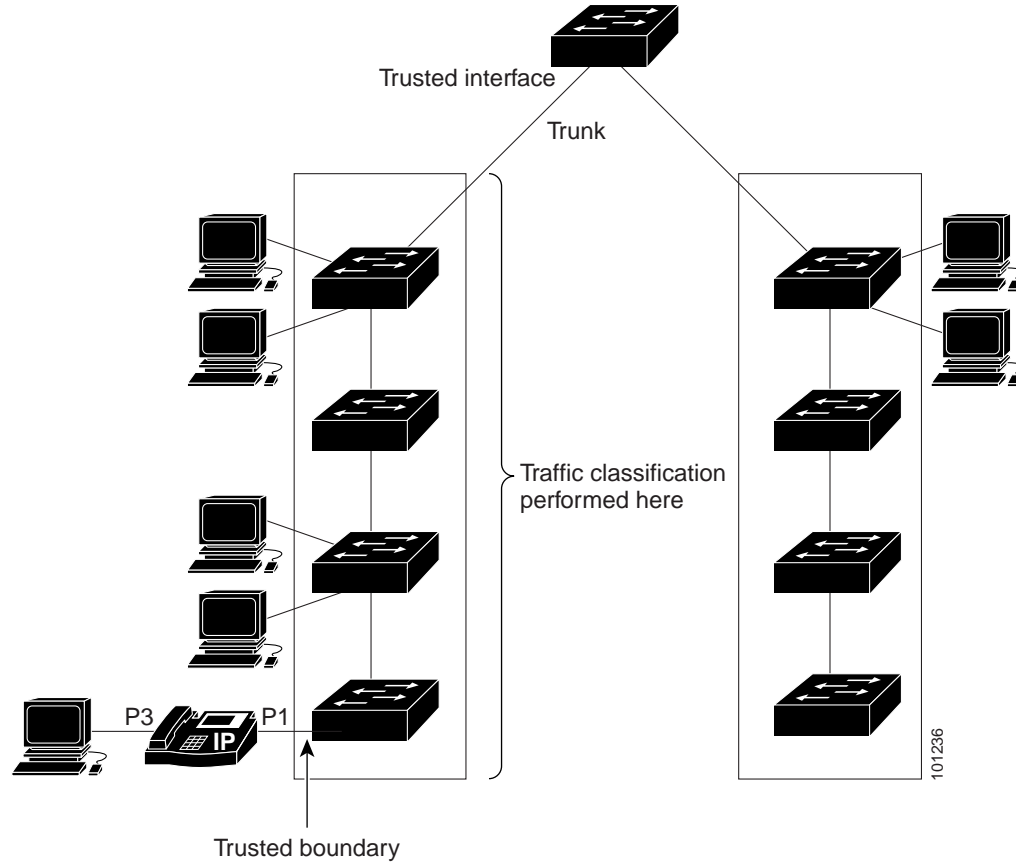 Trusted interface
Trunk
Traffic classification
performed here
P3
IP
P1
101236
Trusted boundary